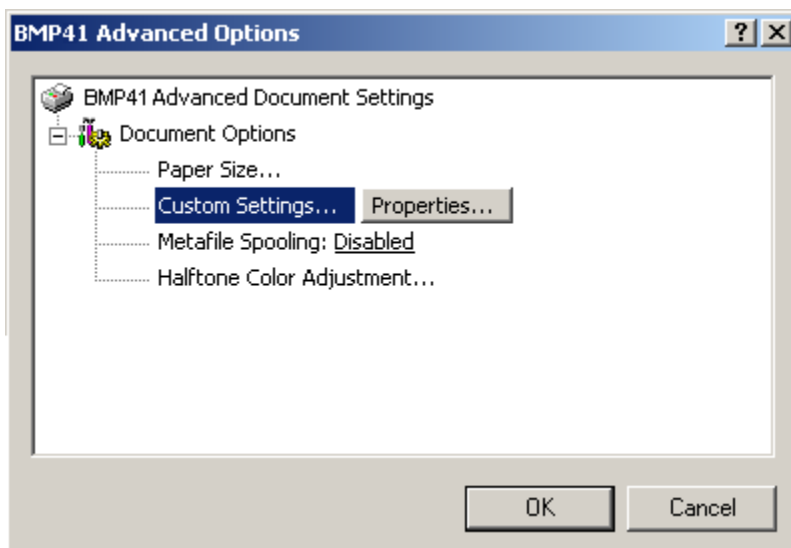 BMP41 Advanced Options
BMP41 Advanced Document Settings
Document Options
Paper Size...
Custom Settings... Properties...
Metafile Spooling: Disabled
Halftone Color Adjustment...
OK Cancel